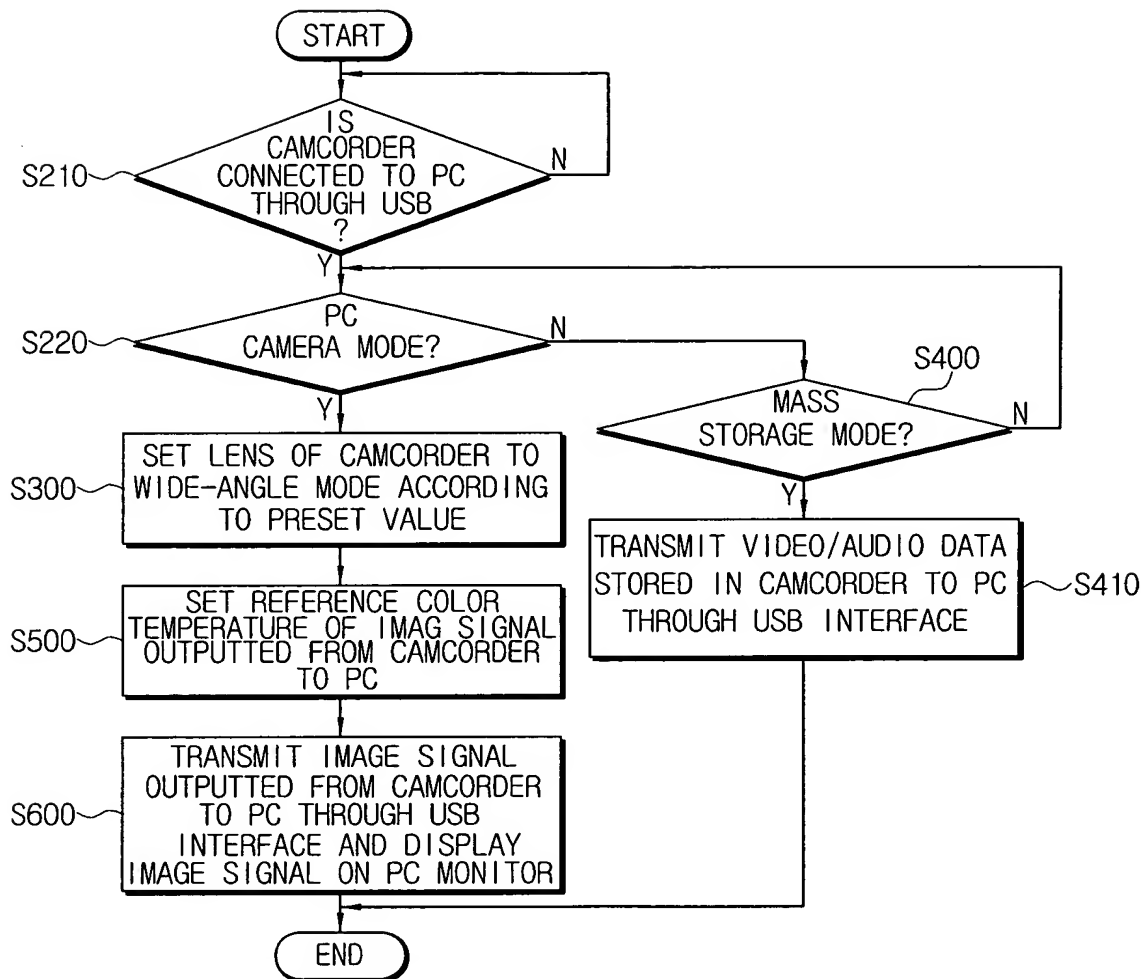 START
IS
CAMCORDER
CONNECTED TO PC
THROUGH USB
?
S210
N
Y
PC
CAMERA MODE?
S220
N
Y
S400
MASS
STORAGE MODE?
N
Y
SET LENS OF CAMCORDER TO
WIDE-ANGLE MODE ACCORDING
TO PRESET VALUE
S300
TRANSMIT VIDEO/AUDIO DATA
STORED IN CAMCORDER TO PC
THROUGH USB INTERFACE
S410
SET REFERENCE COLOR
TEMPERATURE OF IMAG SIGNAL
OUTPUTTED FROM CAMCORDER
TO PC
S500
TRANSMIT IMAGE SIGNAL
OUTPUTTED FROM CAMCORDER
TO PC THROUGH USB
INTERFACE AND DISPLAY
IMAGE SIGNAL ON PC MONITOR
S600
END